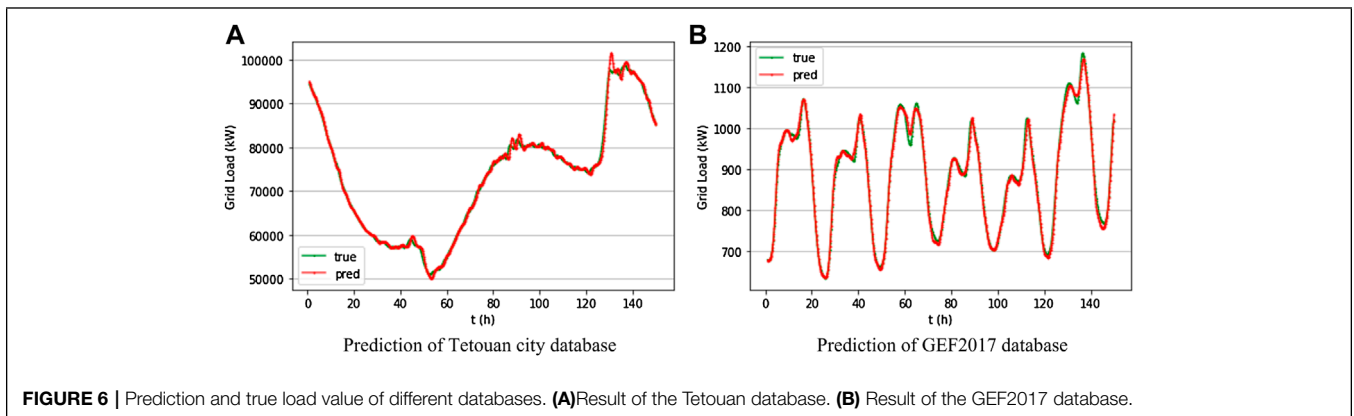 A
100000
90000
80000
70000
60000
50000
Grid Load (kW)
true
pred
0 20 40 60 80 100 120 140
t (h)
Prediction of Tetouan city database
B
1200
1100
1000
900
800
700
Grid Load (kW)
true
pred
0 20 40 60 80 100 120 140
t (h)
Prediction of GEF2017 database
FIGURE 6 | Prediction and true load value of different databases. (A)Result of the Tetouan database. (B) Result of the GEF2017 database.